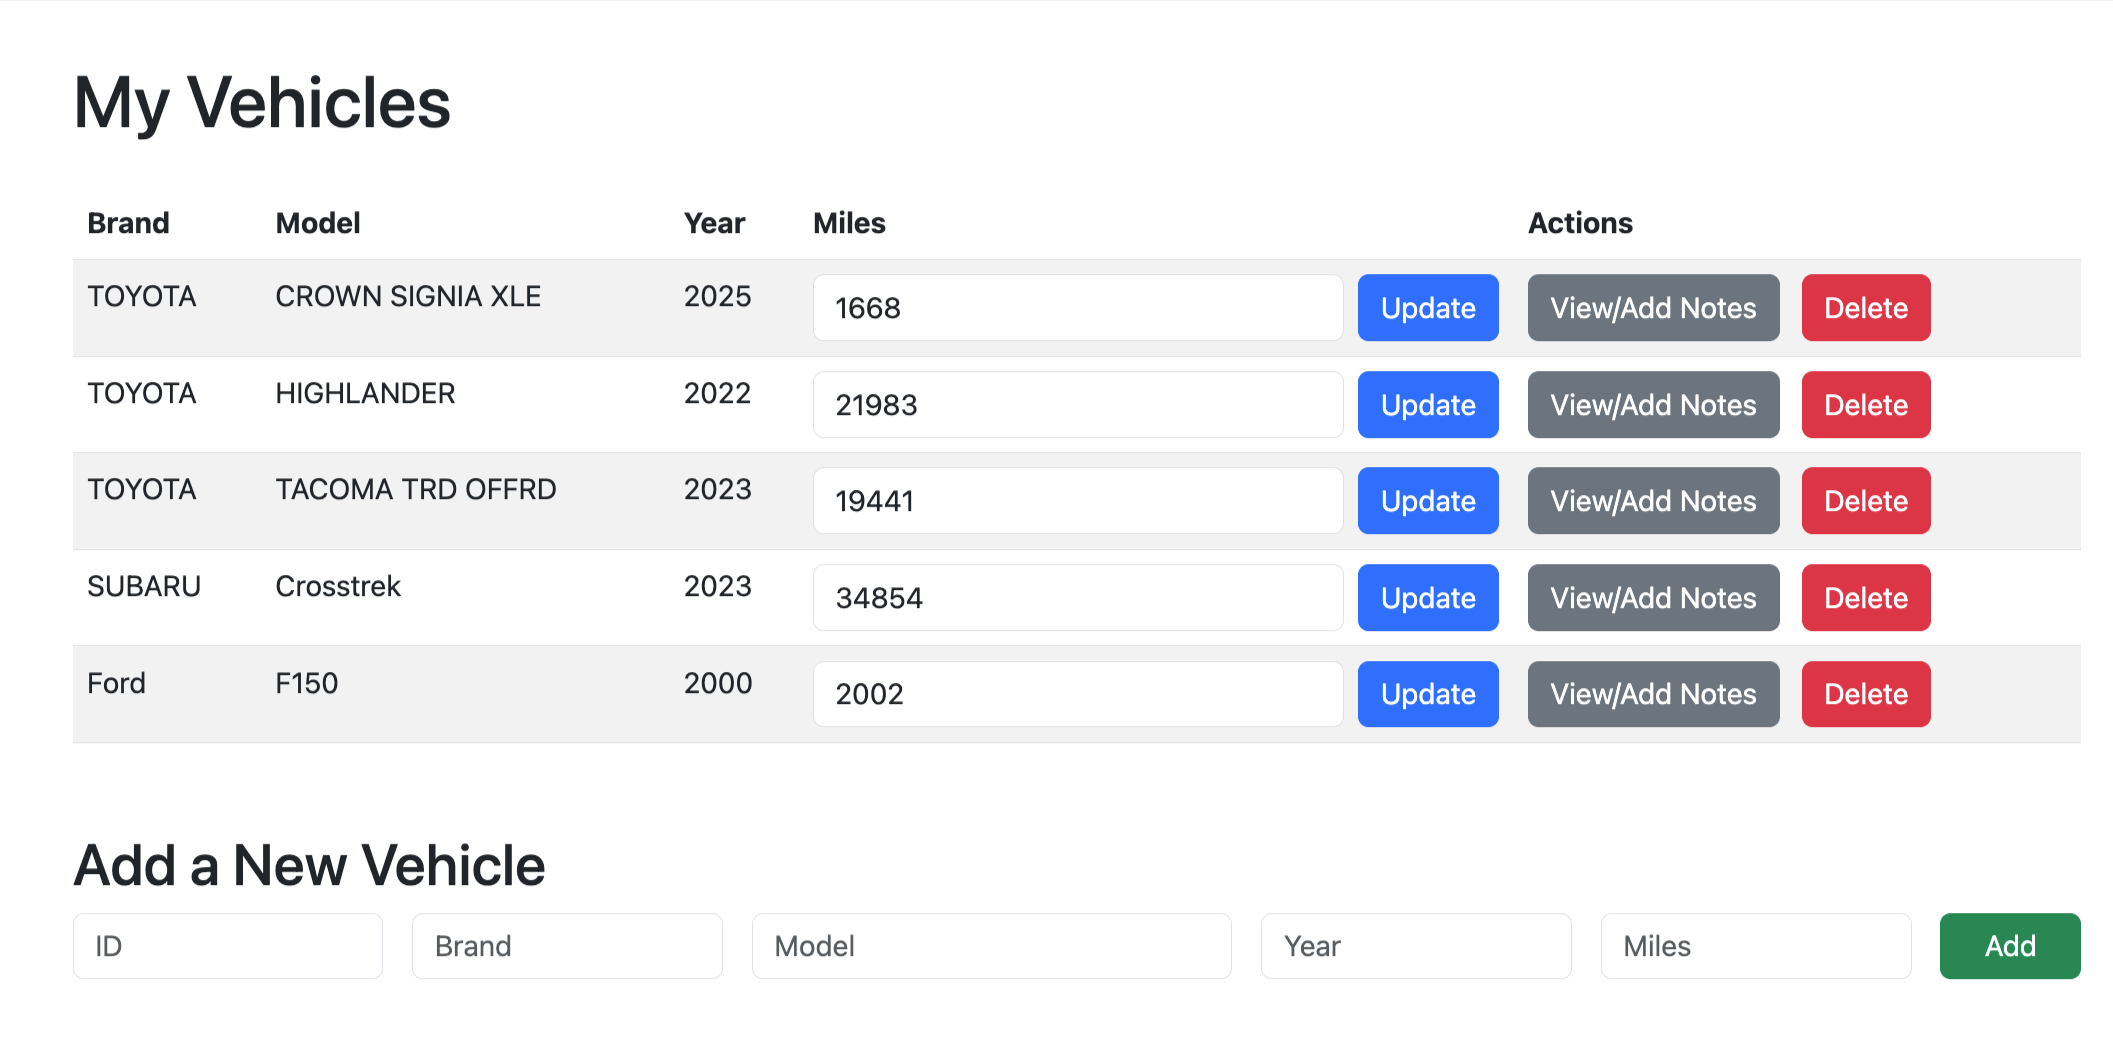 My Vehicles
Brand Model Year Miles Actions
TOYOTA CROWN SIGNIA XLE 2025 1668 Update View/Add Notes Delete
TOYOTA HIGHLANDER 2022 21983 Update View/Add Notes Delete
TOYOTA TACOMA TRD OFFRD 2023 19441 Update View/Add Notes Delete
SUBARU Crosstrek 2023 34854 Update View/Add Notes Delete
Ford F150 2000 2002 Update View/Add Notes Delete
Add a New Vehicle
ID Brand Model Year Miles Add